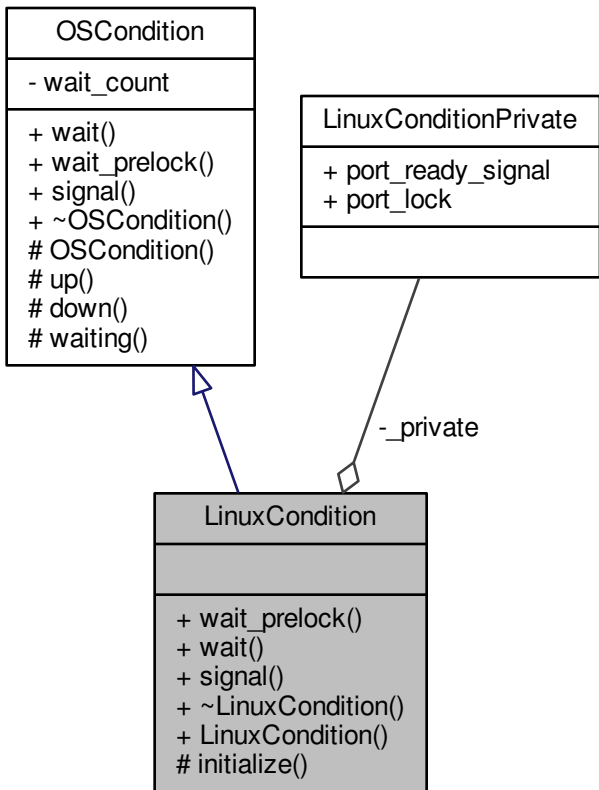 OSCondition
- wait_count
+ wait()
+ wait_prelock()
+ signal()
+ ~OSCondition()
# OSCondition()
# up()
# down()
# waiting()
LinuxConditionPrivate
+ port_ready_signal
+ port_lock
-_private
LinuxCondition
+ wait_prelock()
+ wait()
+ signal()
+ ~LinuxCondition()
+ LinuxCondition()
# initialize()